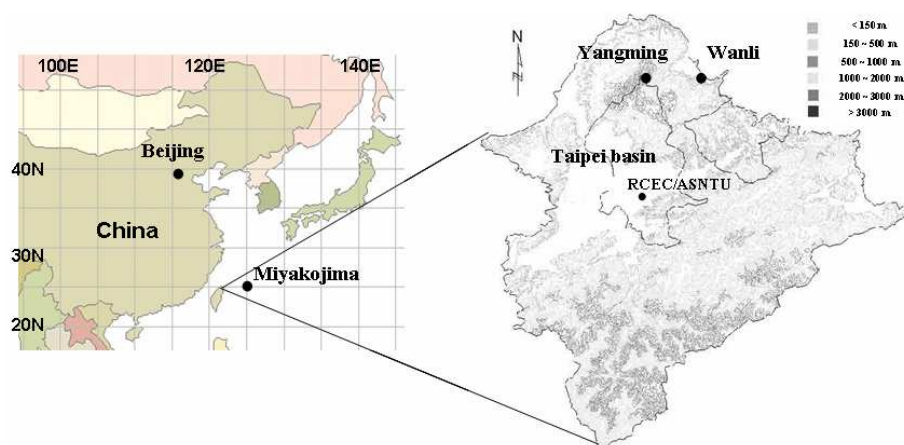 100E 120E 140E
Beijing
40N
China
30N
Miyakojima
20N
N
Yangming Wanli
Taipei basin
RCEC/ASNTU
< 150 m
150 ~ 500 m
500 ~ 1000 m
1000 ~ 2000 m
2000 ~ 3000 m
> 3000 m